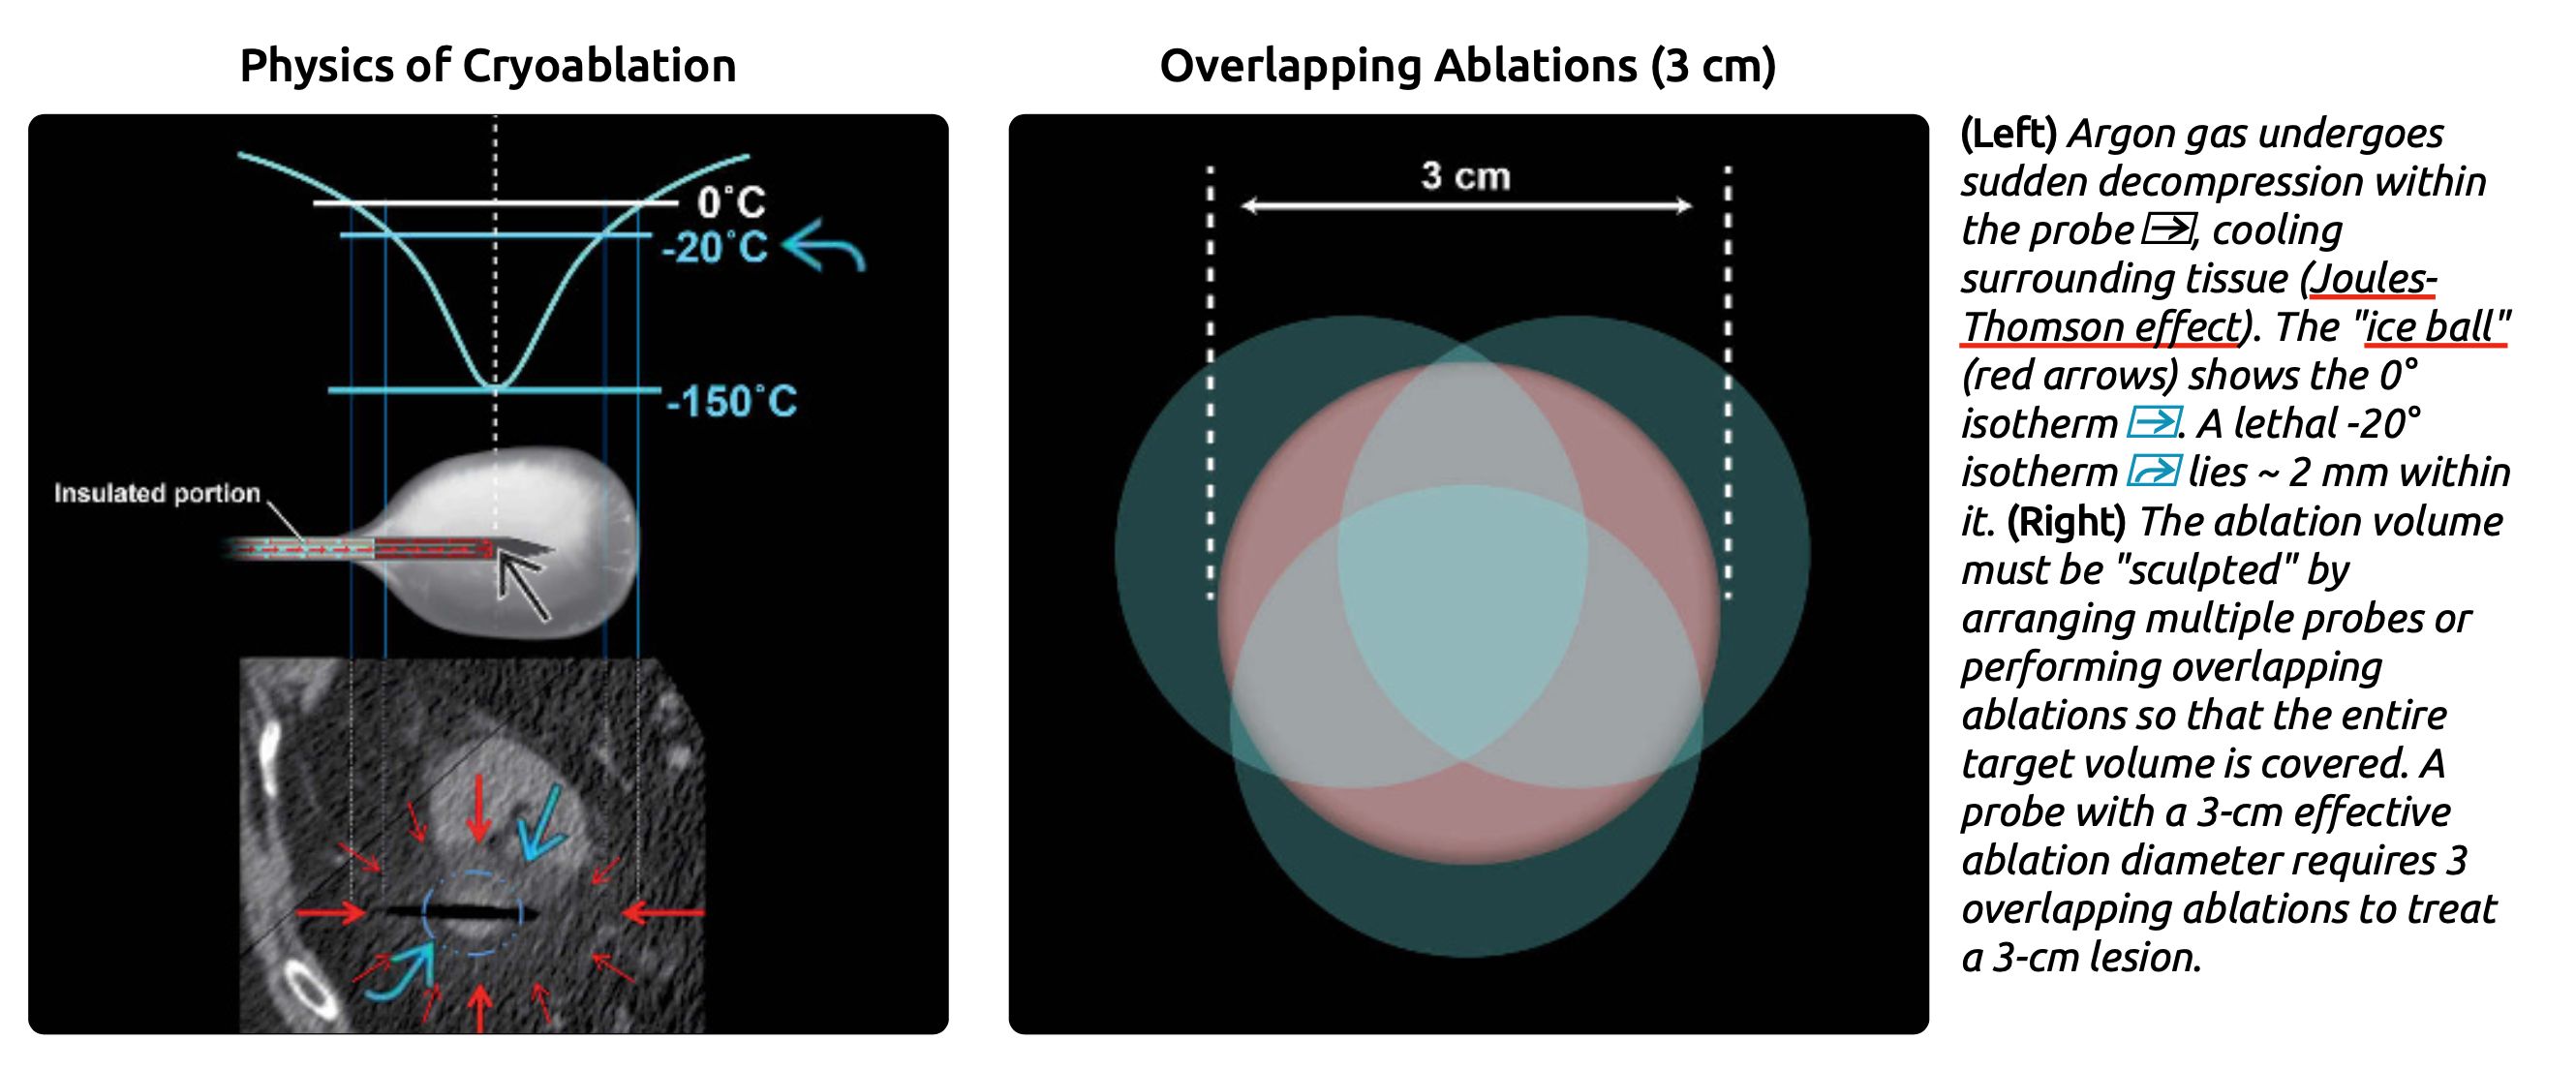 Physics of Cryoablation
0°C
-20°C
-150°C
Insulated portion
Overlapping Ablations (3 cm)
3 cm
(Left) Argon gas undergoes
sudden decompression within
the probe ➡, cooling
surrounding tissue (Joules-
Thomson effect). The "ice ball"
(red arrows) shows the 0°
isotherm ➡. A lethal -20°
isotherm ↷ lies ~ 2 mm within
it. (Right) The ablation volume
must be "sculpted" by
arranging multiple probes or
performing overlapping
ablations so that the entire
target volume is covered. A
probe with a 3-cm effective
ablation diameter requires 3
overlapping ablations to treat
a 3-cm lesion.